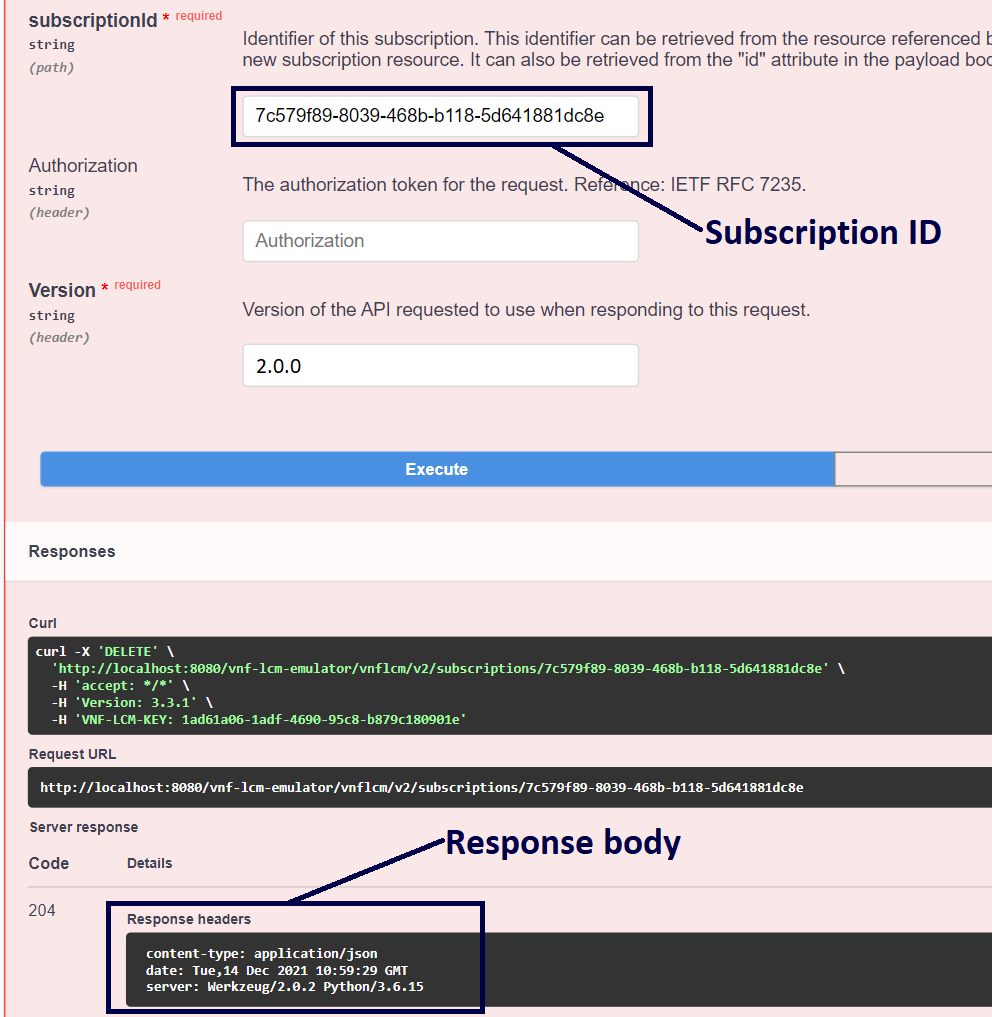 subscriptionId * required
string
(path)
Identifier of this subscription. This identifier can be retrieved from the resource referenced
new subscription resource. It can also be retrieved from the "id" attribute in the payload
7c579f89-8039-468b-b118-5d641881dc8e
Authorization
string
(header)
The authorization token for the request. Reference: IETF RFC 7235.
Authorization
Subscription ID
Version * required
string
(header)
Version of the API requested to use when responding to this request.
2.0.0
Execute
Responses
Curl
curl -X 'DELETE' \
'http://localhost:8080/vnf-lcm-emulator/vnflcm/v2/subscriptions/7c579f89-8039-468b-b118-5d641881dc8e' \
-H 'accept: */*' \
-H 'Version: 3.3.1' \
-H 'VNF-LCM-KEY: 1ad61a06-1adf-4690-95c8-b879c180901e'
Request URL
http://localhost:8080/vnf-lcm-emulator/vnflcm/v2/subscriptions/7c579f89-8039-468b-b118-5d641881dc8e
Server response
Response body
Code Details
204
Response headers
content-type: application/json
date: Tue,14 Dec 2021 10:59:29 GMT
server: Werkzeug/2.0.2 Python/3.6.15